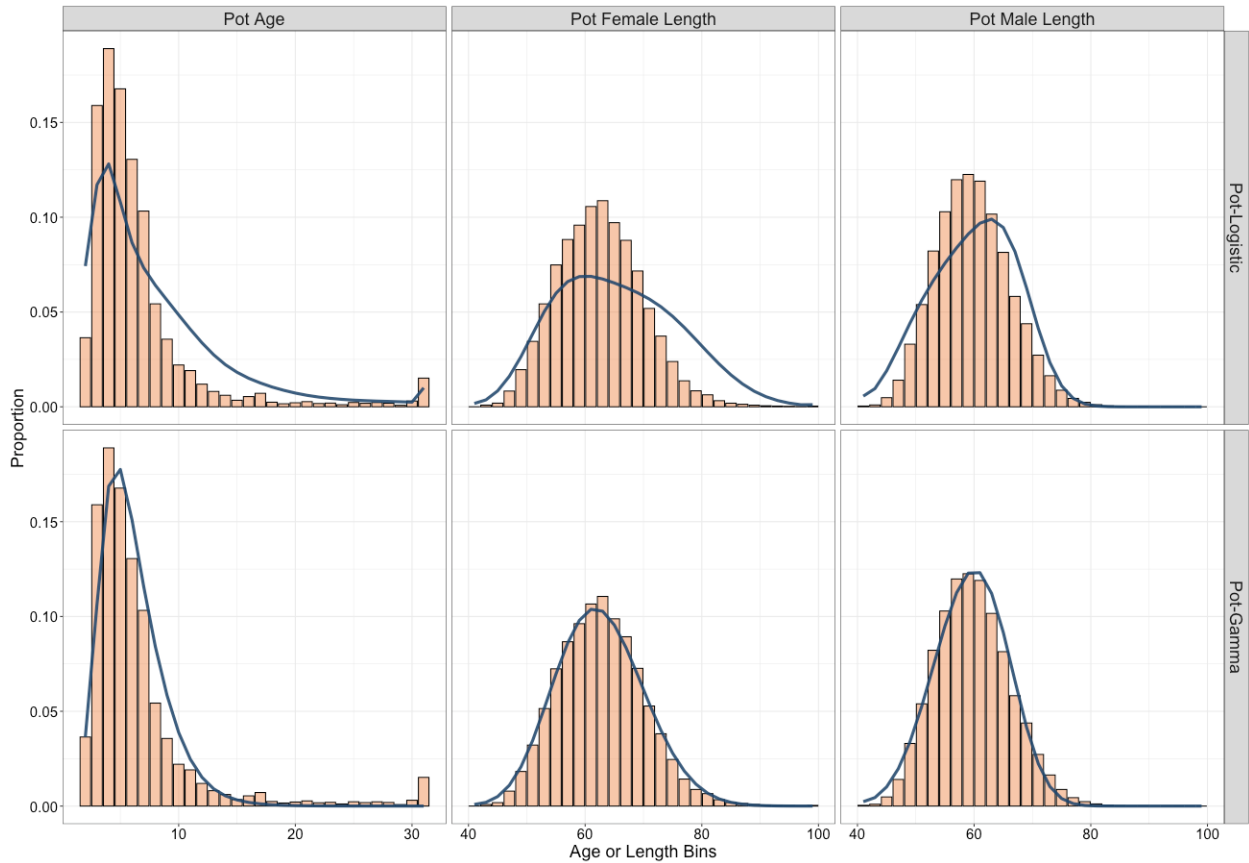 Pot Age
Pot Female Length
Pot Male Length
0.15
0.10
0.05
0.00
Pot-Logistic
Proportion
0.15
0.10
0.05
0.00
Pot-Gamma
10
20
30
40
60
80
100
40
60
80
100
Age or Length Bins